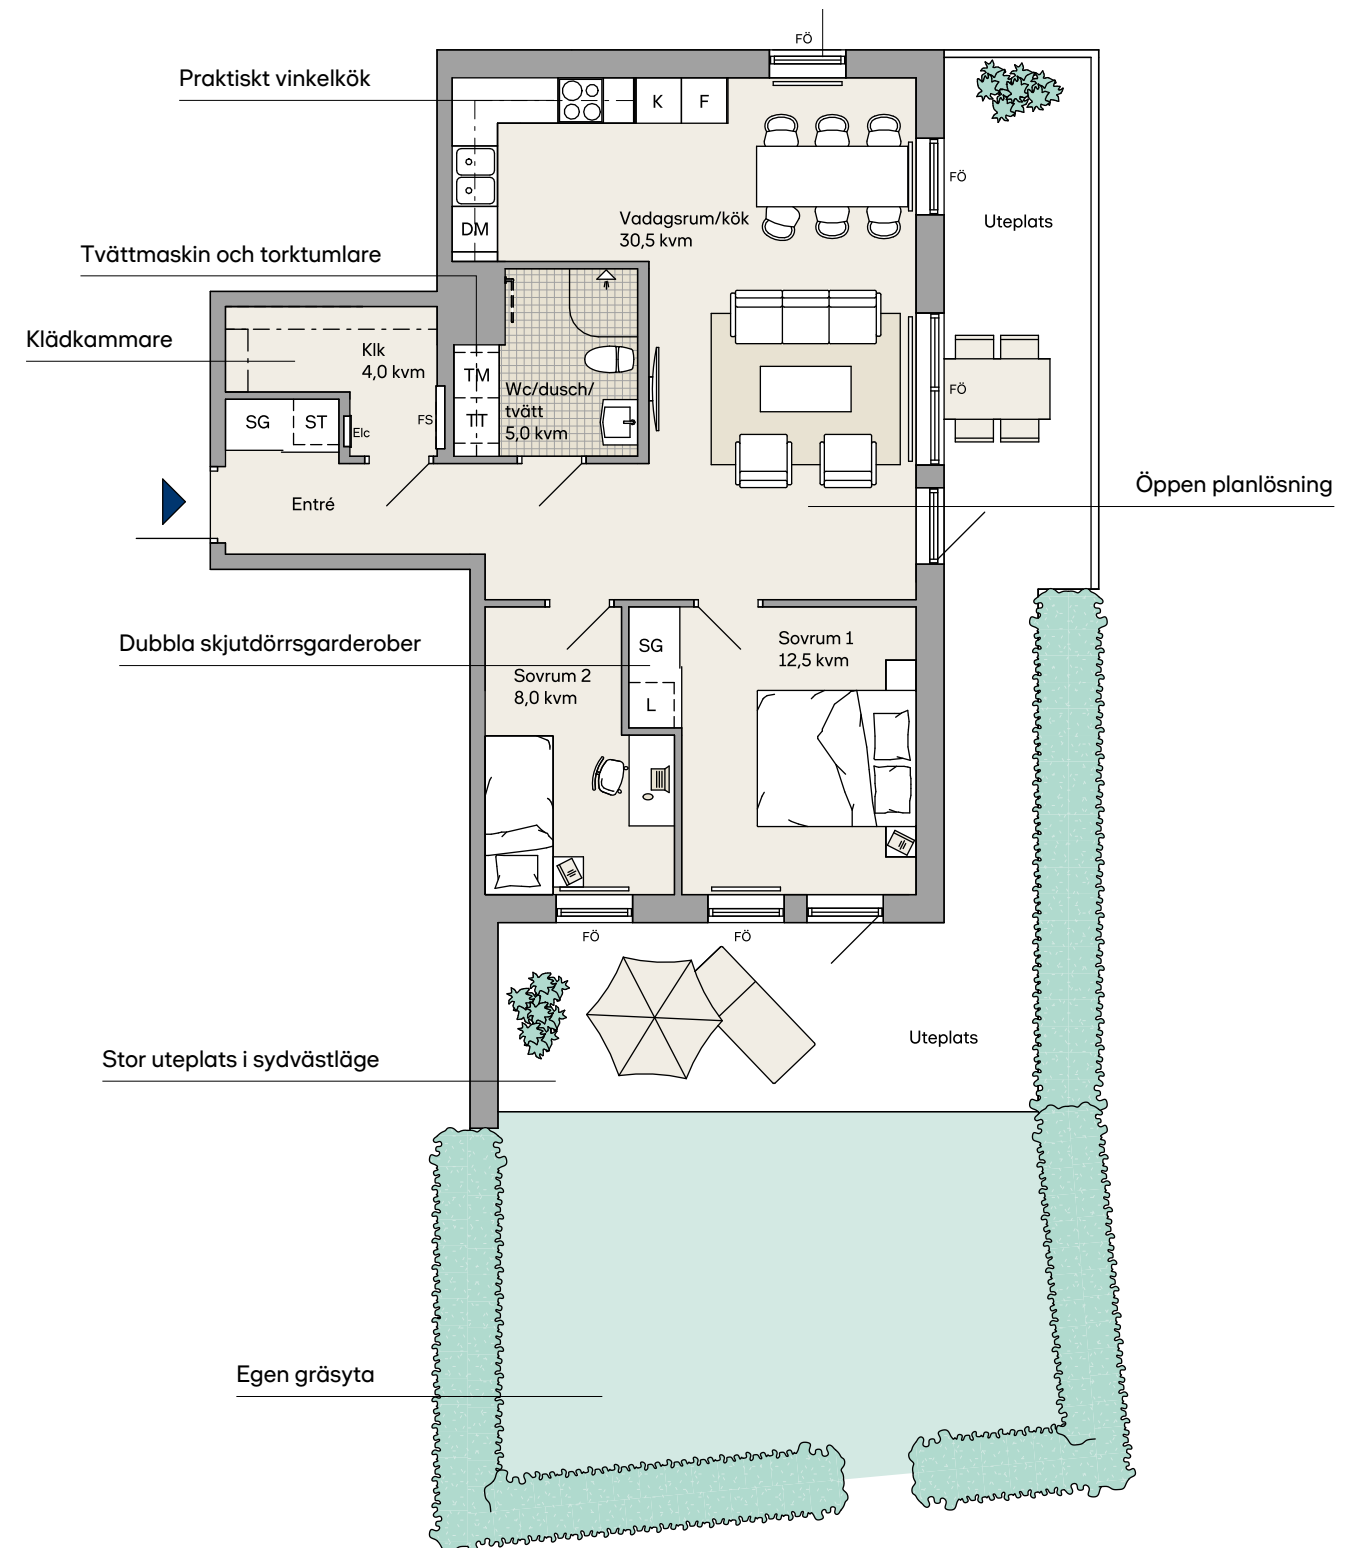 FÖ
Praktiskt vinkelkök
K
F
FÖ
Uteplats
Vadagsrum/kök
30,5 kvm
DM
Tvättmaskin och torktumlare
Klädkammare
Klk
4,0 kvm
TM
Wc/dusch/
tvätt
5,0 kvm
FÖ
SG
ST
Elc
FS
TT
Öppen planlösning
Entré
Dubbla skjutdörrsgarderober
SG
Sovrum 1
12,5 kvm
Sovrum 2
8,0 kvm
L
FÖ
FÖ
Uteplats
Stor uteplats i sydvästläge
Egen gräsyta